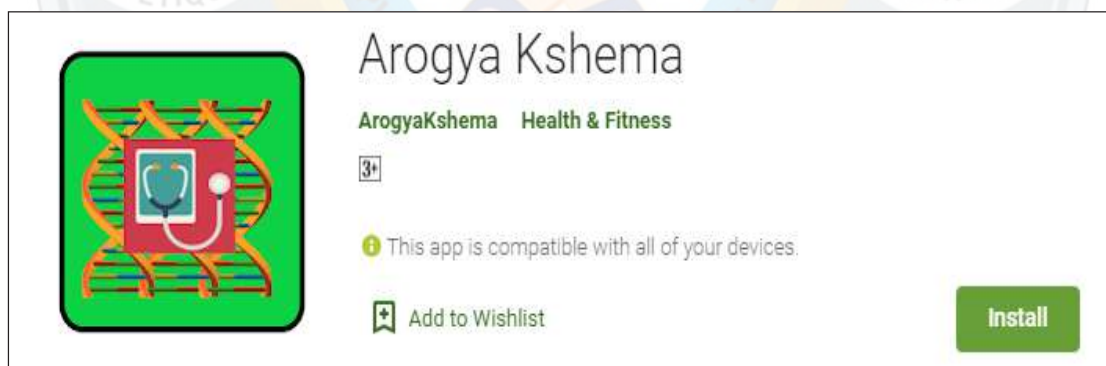 Arogya Kshema
ArogyaKshema Health & Fitness
3+
This app is compatible with all of your devices.
Add to Wishlist
Install